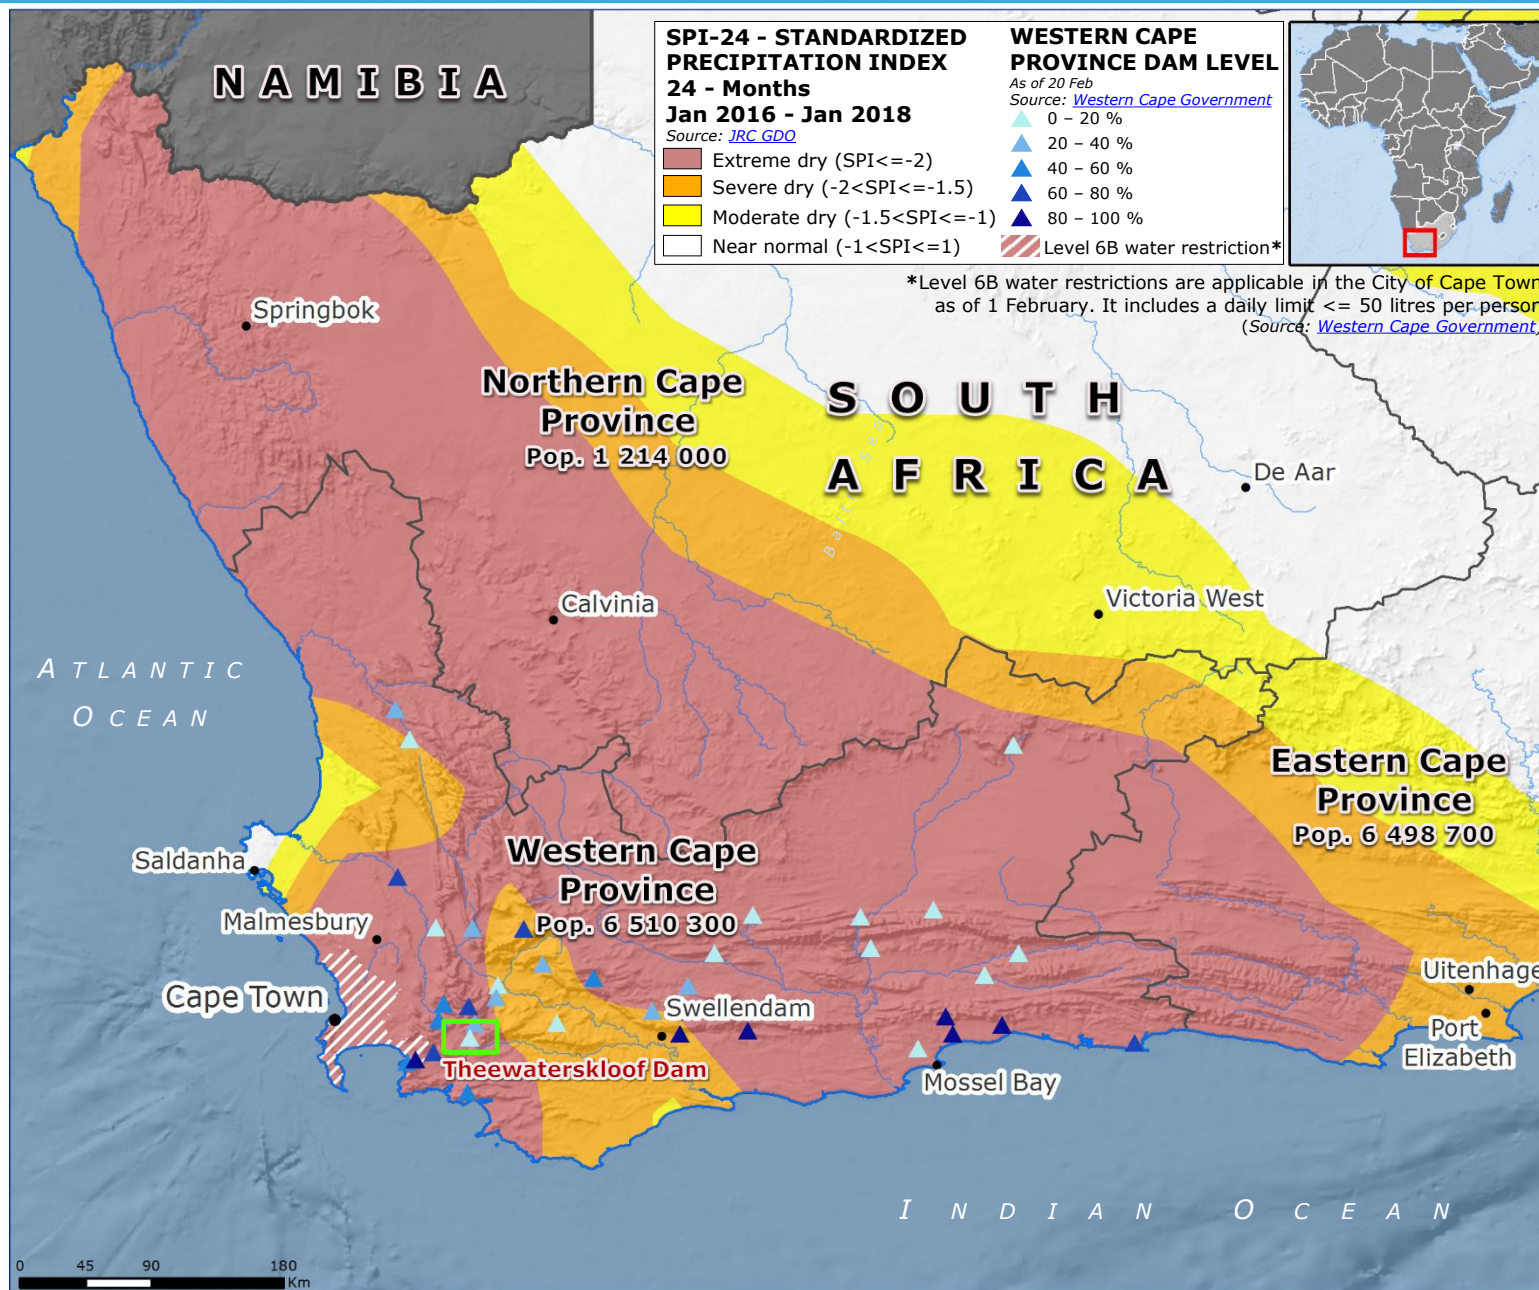 NAMIBIA
SPI-24 - STANDARDIZED
PRECIPITATION INDEX
24 - Months
Jan 2016 - Jan 2018
Source: JRC GDO
Extreme dry (SPI<=-2)
Severe dry (-2<SPI<=-1.5)
Moderate dry (-1.5<SPI<=-1)
Near normal (-1<SPI<=1)
WESTERN CAPE
PROVINCE DAM LEVEL
As of 20 Feb
Source: Western Cape Government
0 – 20 %
20 – 40 %
40 – 60 %
60 – 80 %
80 – 100 %
Level 6B water restriction*
*Level 6B water restrictions are applicable in the City of Cape Town
as of 1 February. It includes a daily limit <= 50 litres per person
(Source: Western Cape Government)
Springbok
Northern Cape
Province
Pop. 1 214 000
SOUTH
AFRICA
De Aar
Calvinia
Victoria West
ATLANTIC
OCEAN
Eastern Cape
Province
Pop. 6 498 700
Western Cape
Province
Pop. 6 510 300
Saldanha
Malmesbury
Cape Town
Swellendam
Theewaterskloof Dam
Mossel Bay
Uitenhage
Port
Elizabeth
INDIAN OCEAN
0 45 90 180
Km